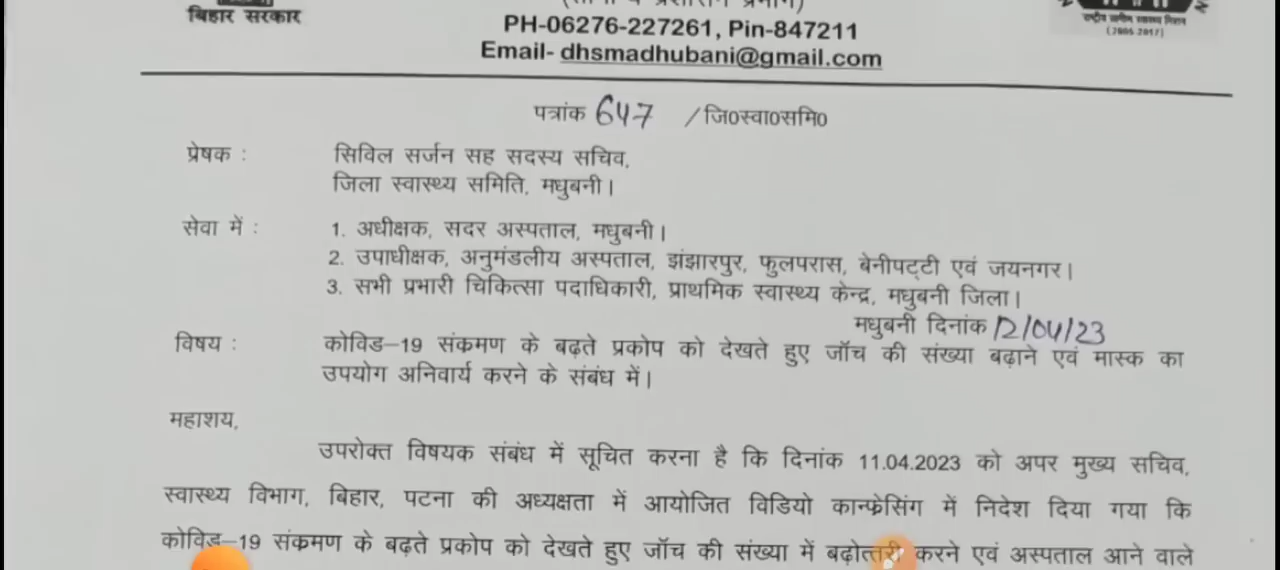 बिहार सरकार
PH-06276-227261, Pin-847211
Email- dhsmadhubani@gmail.com
राष्ट्रीय ग्रामीण स्वास्थ्य मिशन
(2005-2017)
पत्रांक 647 /जि0स्वा0समि0
प्रेषक : सिविल सर्जन सह सदस्य सचिव,
जिला स्वास्थ्य समिति, मधुबनी।
सेवा में : 1. अधीक्षक, सदर अस्पताल, मधुबनी।
2. उपाधीक्षक, अनुमंडलीय अस्पताल, झंझारपुर, फुलपरास, बेनीपट्टी एवं जयनगर।
3. सभी प्रभारी चिकित्सा पदाधिकारी, प्राथमिक स्वास्थ्य केन्द्र, मधुबनी जिला।
मधुबनी दिनांक 12/04/23
विषय : कोविड-19 संक्रमण के बढ़ते प्रकोप को देखते हुए जॉच की संख्या बढ़ाने एवं मास्क का
उपयोग अनिवार्य करने के संबंध में।
महाशय,
उपरोक्त विषयक संबंध में सूचित करना है कि दिनांक 11.04.2023 को अपर मुख्य सचिव,
स्वास्थ्य विभाग, बिहार, पटना की अध्यक्षता में आयोजित विडियो कान्फ्रेसिंग में निदेश दिया गया कि
कोविड-19 संक्रमण के बढ़ते प्रकोप को देखते हुए जॉच की संख्या में बढ़ोत्तरी करने एवं अस्पताल आने वाले